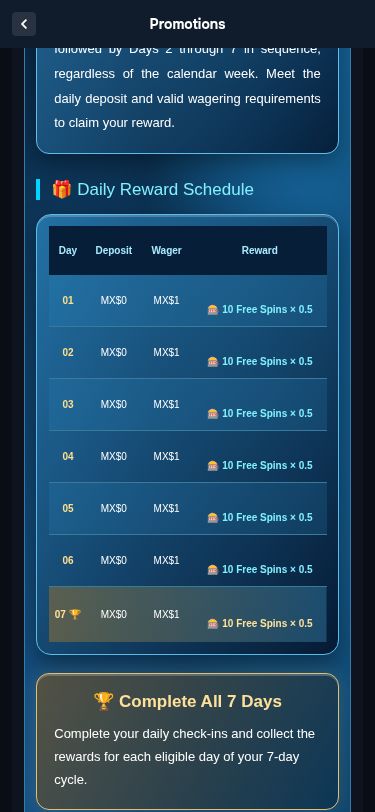 Promotions
followed by Days 2 through 7 in sequence,
regardless of the calendar week. Meet the
daily deposit and valid wagering requirements
to claim your reward.
🎁 Daily Reward Schedule
Day Deposit Wager Reward
01 MX$0 MX$1 🎰 10 Free Spins × 0.5
02 MX$0 MX$1 🎰 10 Free Spins × 0.5
03 MX$0 MX$1 🎰 10 Free Spins × 0.5
04 MX$0 MX$1 🎰 10 Free Spins × 0.5
05 MX$0 MX$1 🎰 10 Free Spins × 0.5
06 MX$0 MX$1 🎰 10 Free Spins × 0.5
07 🏆 MX$0 MX$1 🎰 10 Free Spins × 0.5
🏆 Complete All 7 Days
Complete your daily check-ins and collect the
rewards for each eligible day of your 7-day
cycle.